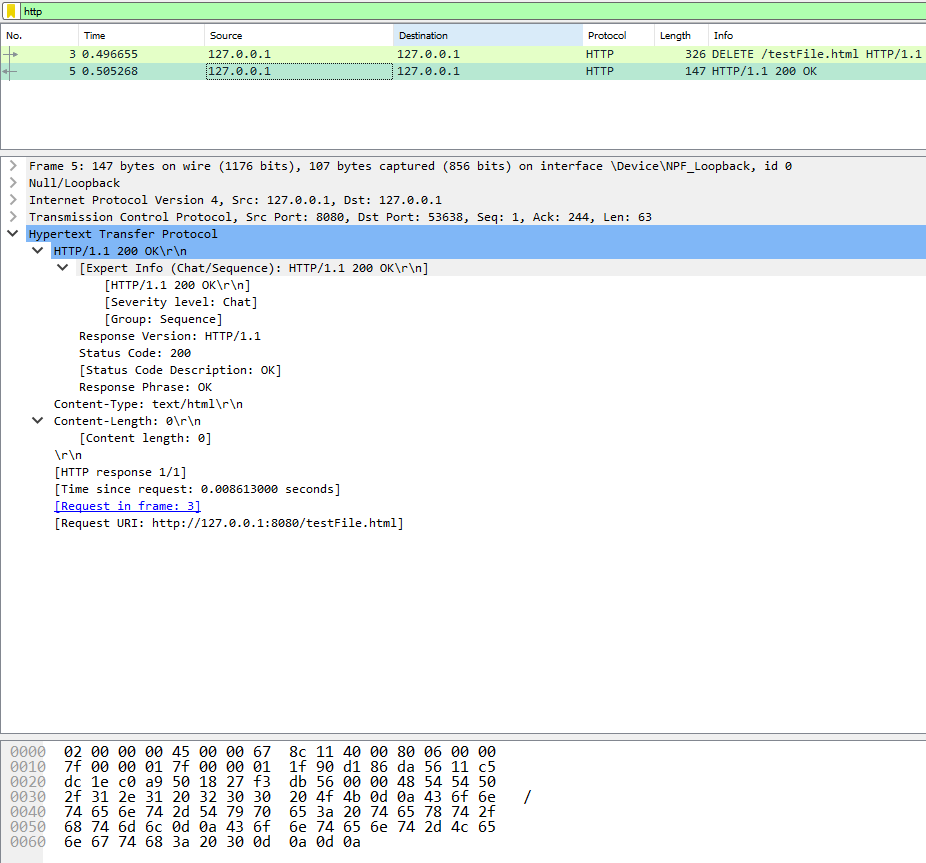 http
No. Time Source Destination Protocol Length Info
3 0.496655 127.0.0.1 127.0.0.1 HTTP 326 DELETE /testFile.html HTTP/1.1
5 0.505268 127.0.0.1 127.0.0.1 HTTP 147 HTTP/1.1 200 OK
Frame 5: 147 bytes on wire (1176 bits), 107 bytes captured (856 bits) on interface \Device\NPF_Loopback, id 0
Null/Loopback
Internet Protocol Version 4, Src: 127.0.0.1, Dst: 127.0.0.1
Transmission Control Protocol, Src Port: 8080, Dst Port: 53638, Seq: 1, Ack: 244, Len: 63
Hypertext Transfer Protocol
HTTP/1.1 200 OK\r\n
[Expert Info (Chat/Sequence): HTTP/1.1 200 OK\r\n]
[HTTP/1.1 200 OK\r\n]
[Severity level: Chat]
[Group: Sequence]
Response Version: HTTP/1.1
Status Code: 200
[Status Code Description: OK]
Response Phrase: OK
Content-Type: text/html\r\n
Content-Length: 0\r\n
[Content length: 0]
\r\n
[HTTP response 1/1]
[Time since request: 0.008613000 seconds]
[Request in frame: 3]
[Request URI: http://127.0.0.1:8080/testFile.html]
0000 02 00 00 00 45 00 00 67 8c 11 40 00 80 06 00 00
0010 7f 00 00 01 7f 00 00 01 1f 90 d1 86 da 56 11 c5
0020 dc 1e c0 a9 50 18 27 f3 db 56 00 00 48 54 54 50
0030 2f 31 2e 31 20 32 30 30 20 4f 4b 0d 0a 43 6f 6e /
0040 74 65 6e 74 2d 54 79 70 65 3a 20 74 65 78 74 2f
0050 68 74 6d 6c 0d 0a 43 6f 6e 74 65 6e 74 2d 4c 65
0060 6e 67 74 68 3a 20 30 0d 0a 0d 0a